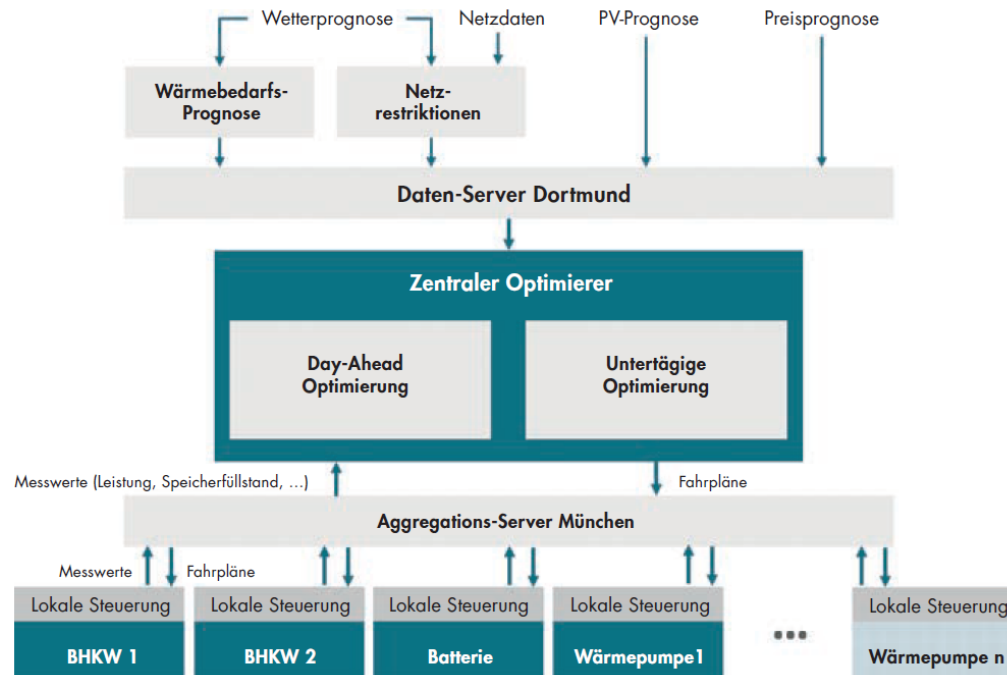 Wetterprognose Netzdaten PV-Prognose Preisprognose
Wärmebedarfs-
Prognose
Netz-
restriktionen
Daten-Server Dortmund
Zentraler Optimierer
Day-Ahead
Optimierung
Untertägige
Optimierung
Messwerte (Leistung, Speicherfüllstand, ...)
Fahrpläne
Aggregations-Server München
Messwerte Fahrpläne
Lokale Steuerung Lokale Steuerung Lokale Steuerung Lokale Steuerung Lokale Steuerung
BHKW 1 BHKW 2 Batterie Wärmepumpe1 ... Wärmepumpe n